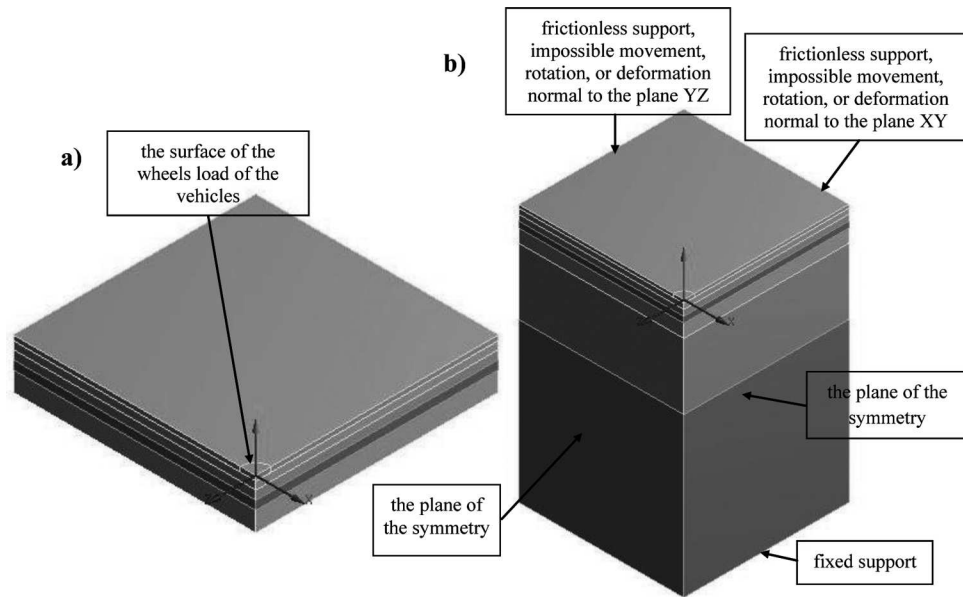 a)
the surface of the
wheels load of the
vehicles
b)
frictionless support,
impossible movement,
rotation, or deformation
normal to the plane YZ
frictionless support,
impossible movement,
rotation, or deformation
normal to the plane XY
the plane of the
symmetry
the plane of
the symmetry
fixed support